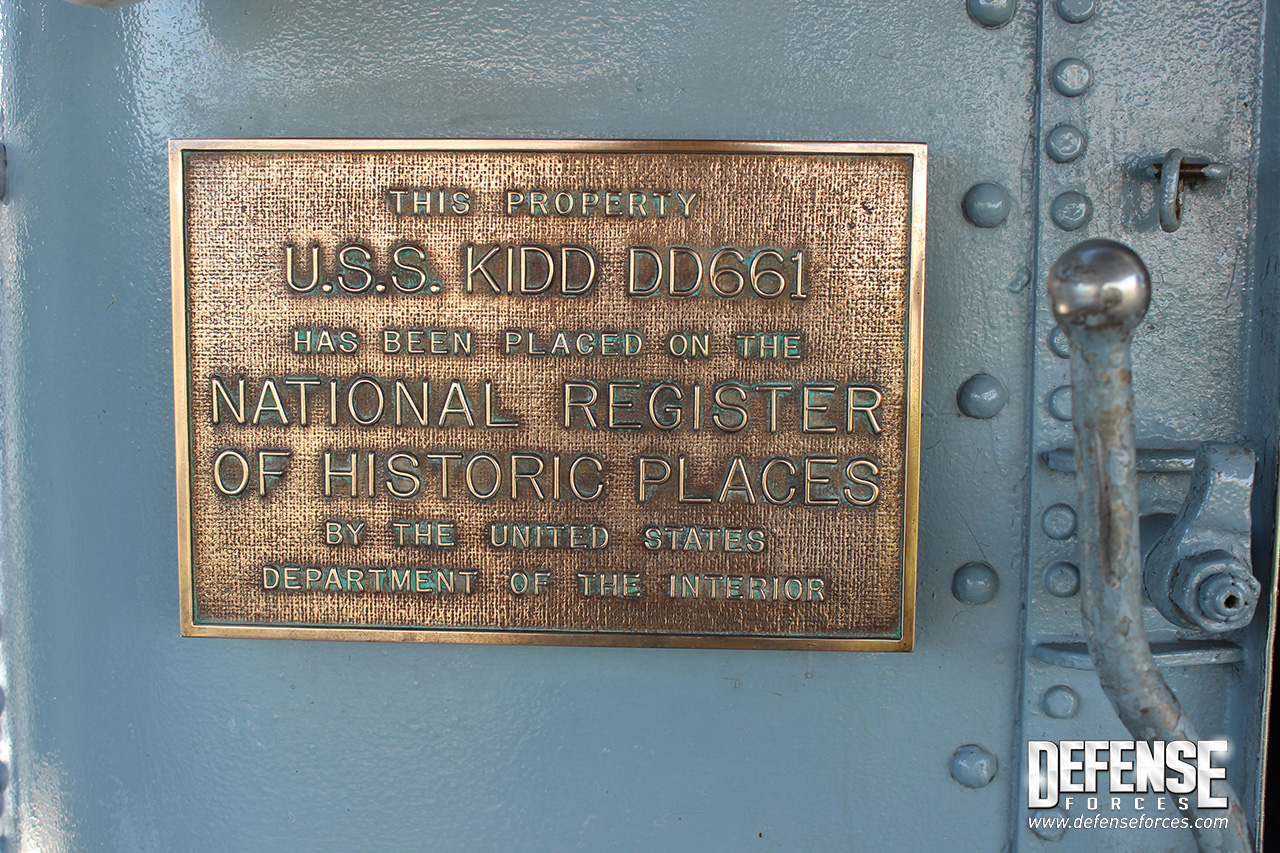 THIS PROPERTY
U.S.S. KIDD DD661
HAS BEEN PLACED ON THE
NATIONAL REGISTER
OF HISTORIC PLACES
BY THE UNITED STATES
DEPARTMENT OF THE INTERIOR
DEFENSE
FORCES
www.defenseforces.com